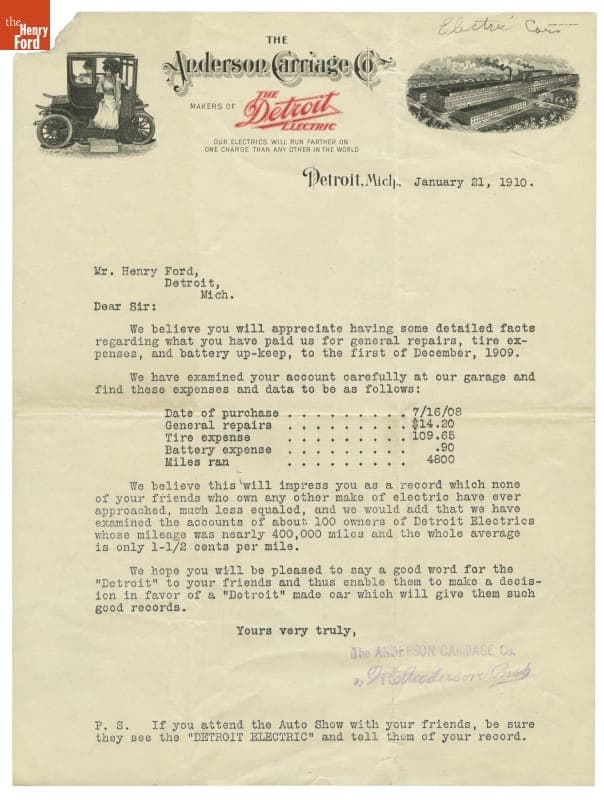 the
Henry
Ford
Electric Cars
THE
Anderson Carriage Co
MAKERS OF THE
Detroit
ELECTRIC
OUR ELECTRICS WILL RUN FARTHER ON
ONE CHARGE THAN ANY OTHER IN THE WORLD
Detroit, Mich., January 21, 1910.
Mr. Henry Ford,
Detroit,
Mich.
Dear Sir:
We believe you will appreciate having some detailed facts
regarding what you have paid us for general repairs, tire ex-
penses, and battery up-keep, to the first of December, 1909.
We have examined your account carefully at our garage and
find these expenses and data to be as follows:
Date of purchase . . . . . . . . . 7/16/08
General repairs . . . . . . . . $14.20
Tire expense . . . . . . . . 109.65
Battery expense . . . . . . . . .90
Miles ran . . . . . . . . 4800
We believe this will impress you as a record which none
of your friends who own any other make of electric have ever
approached, much less equaled, and we would add that we have
examined the accounts of about 100 owners of Detroit Electrics
whose mileage was nearly 400,000 miles and the whole average
is only 1-1/2 cents per mile.
We hope you will be pleased to say a good word for the
"Detroit" to your friends and thus enable them to make a decis-
ion in favor of a "Detroit" made car which will give them such
good records.
Yours very truly,
The ANDERSON CARRIAGE Co.
Anderson
P. S. If you attend the Auto Show with your friends, be sure
they see the "DETROIT ELECTRIC" and tell them of your record.